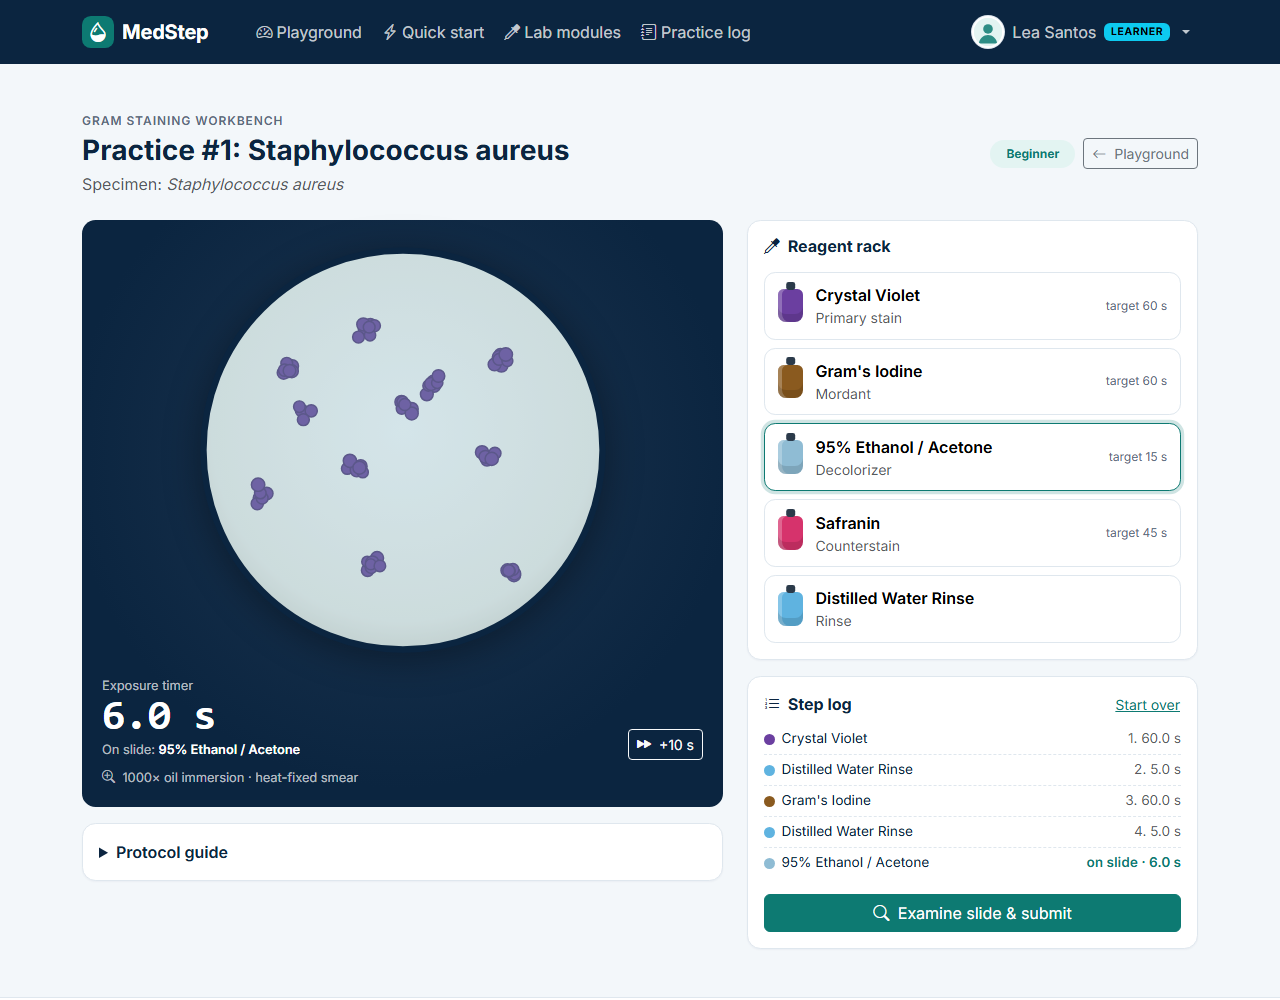 MedStep
Playground
Quick start
Lab modules
Practice log
Lea Santos
LEARNER
GRAM STAINING WORKBENCH
Practice #1: Staphylococcus aureus
Specimen: Staphylococcus aureus
Beginner
Playground
Exposure timer
6.0 s
On slide: 95% Ethanol / Acetone
1000× oil immersion · heat-fixed smear
+10 s
Protocol guide
Reagent rack
Crystal Violet
Primary stain
target 60 s
Gram's Iodine
Mordant
target 60 s
95% Ethanol / Acetone
Decolorizer
target 15 s
Safranin
Counterstain
target 45 s
Distilled Water Rinse
Rinse
Step log
Start over
Crystal Violet 1. 60.0 s
Distilled Water Rinse 2. 5.0 s
Gram's Iodine 3. 60.0 s
Distilled Water Rinse 4. 5.0 s
95% Ethanol / Acetone on slide · 6.0 s
Examine slide & submit